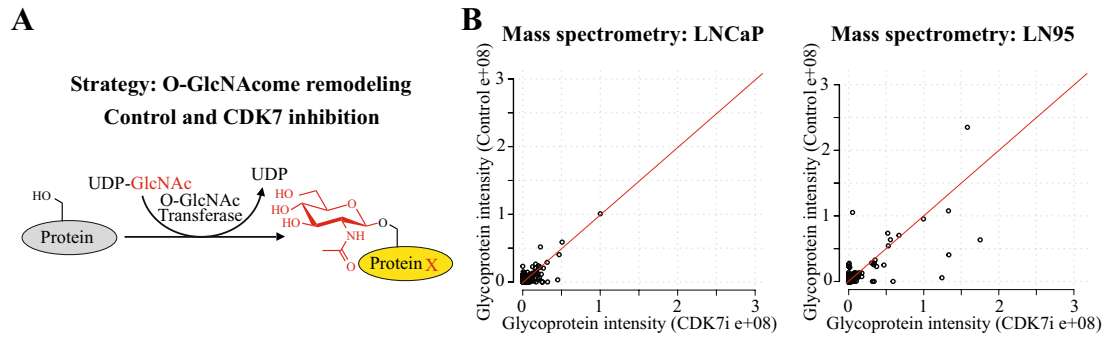 A
Strategy: O-GlcNAcome remodeling
Control and CDK7 inhibition
HO
UDP-GlcNAc
UDP
O-GlcNAc
Transferase
Protein
HO
HO
HO
O
O
NH
O
Protein X
B
Mass spectrometry: LNCaP
Glycoprotein intensity (Control e+08)
3
2
1
0
0
1
2
3
Glycoprotein intensity (CDK7i e+08)
Mass spectrometry: LN95
Glycoprotein intensity (Control e+08)
3
2
1
0
0
1
2
3
Glycoprotein intensity (CDK7i e+08)